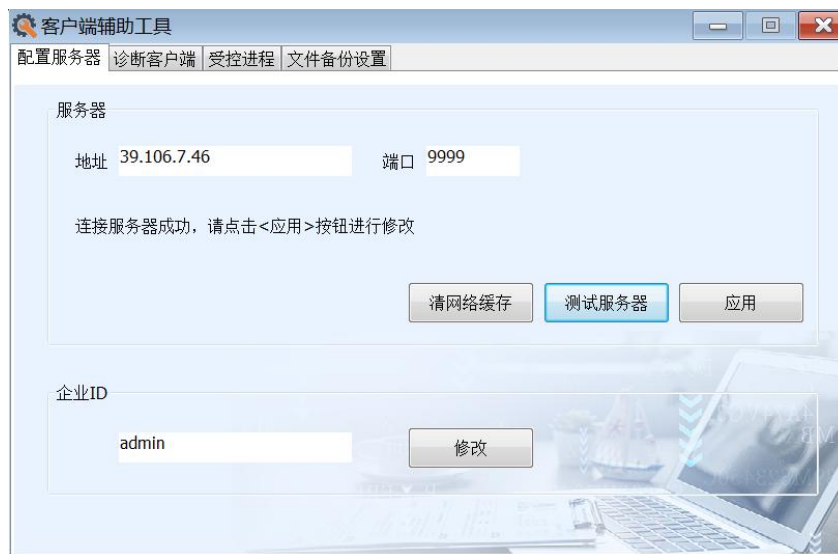 客户端辅助工具
配置服务器 诊断客户端 受控进程 文件备份设置
服务器
地址 39.106.7.46 端口 9999
连接服务器成功，请点击<应用>按钮进行修改
清网络缓存 测试服务器 应用
企业ID
admin 修改